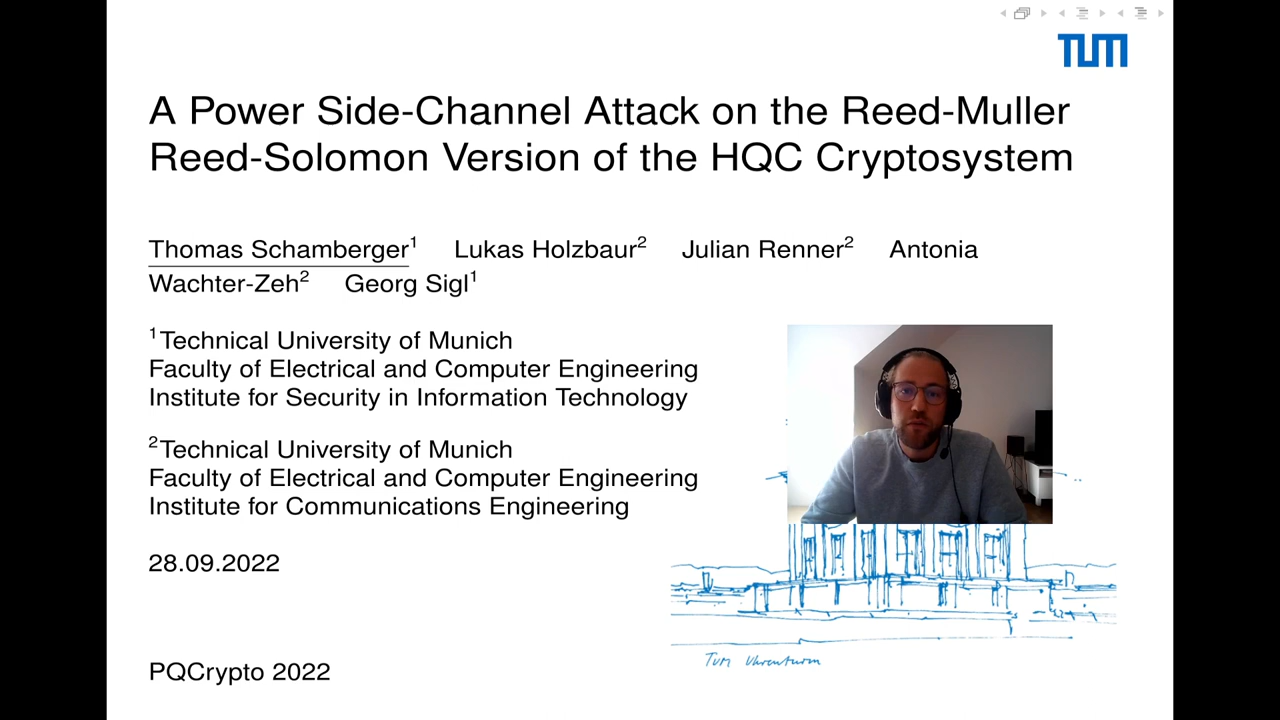 TUM
A Power Side-Channel Attack on the Reed-Muller
Reed-Solomon Version of the HQC Cryptosystem
Thomas Schamberger¹ Lukas Holzbaur² Julian Renner² Antonia
Wachter-Zeh² Georg Sigl¹
¹Technical University of Munich
Faculty of Electrical and Computer Engineering
Institute for Security in Information Technology
²Technical University of Munich
Faculty of Electrical and Computer Engineering
Institute for Communications Engineering
28.09.2022
TUM Uhrenturm
PQCrypto 2022